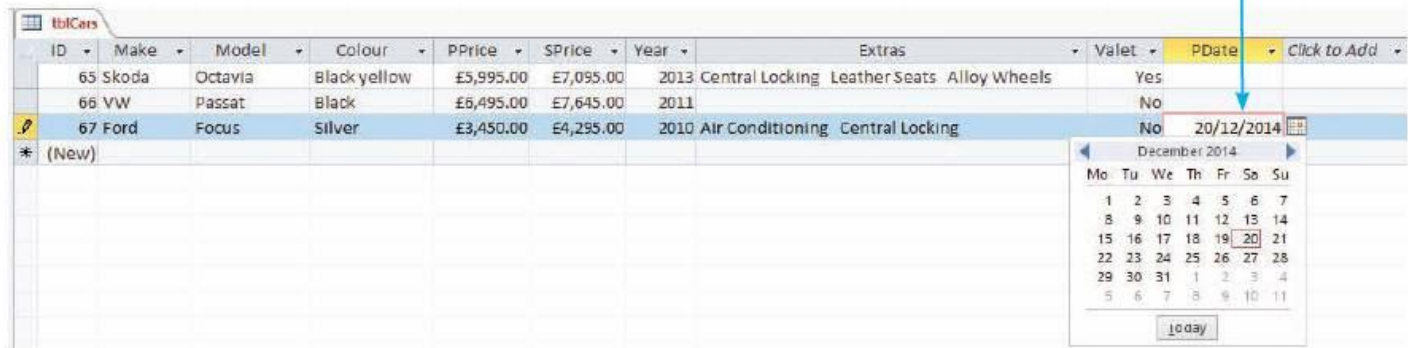 tblCars
ID Make Model Colour PPrice SPrice Year Extras Valet PDate Click to Add
65 Skoda Octavia Black yellow £5,995.00 £7,095.00 2013 Central Locking Leather Seats Alloy Wheels Yes
66 VW Passat Black £6,495.00 £7,645.00 2011 No
67 Ford Focus Silver £3,450.00 £4,295.00 2010 Air Conditioning Central Locking No 20/12/2014
* (New)
December 2014
Mo Tu We Th Fr Sa Su
1 2 3 4 5 6 7
8 9 10 11 12 13 14
15 16 17 18 19 20 21
22 23 24 25 26 27 28
29 30 31 1 2 3 4
5 6 7 8 9 10 11
Today